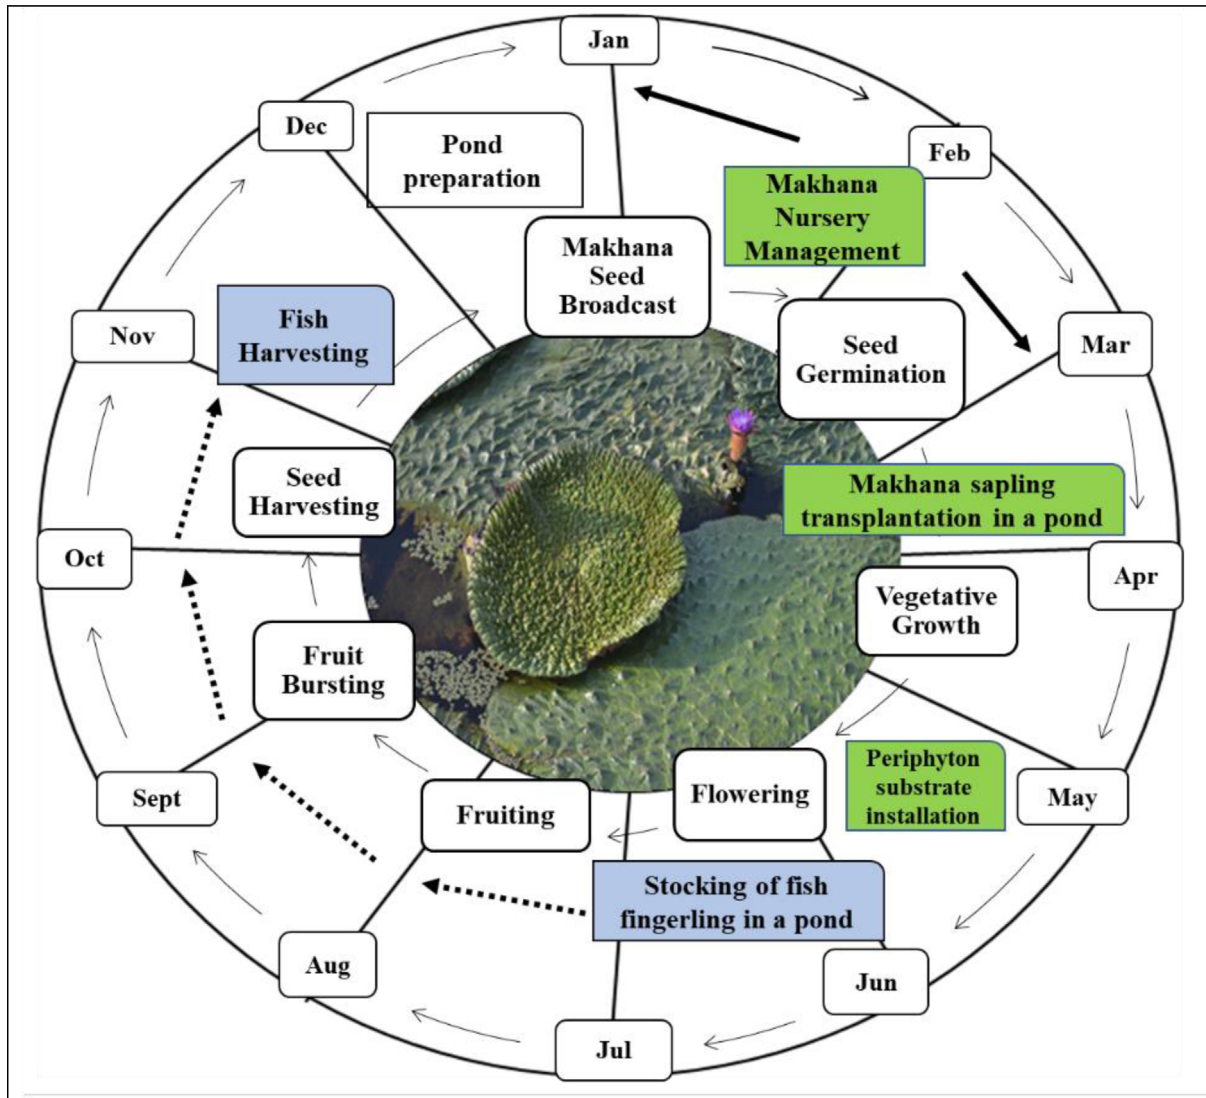 Jan
Dec
Feb
Pond
preparation
Makhana
Nursery
Management
Makhana
Seed
Broadcast
Nov
Fish
Harvesting
Seed
Germination
Mar
Seed
Harvesting
Makhana sapling
transplantation in a pond
Oct
Apr
Vegetative
Growth
Fruit
Bursting
Sept
Fruiting
Flowering
Periphyton
substrate
installation
May
Stocking of fish
fingerling in a pond
Aug
Jun
Jul